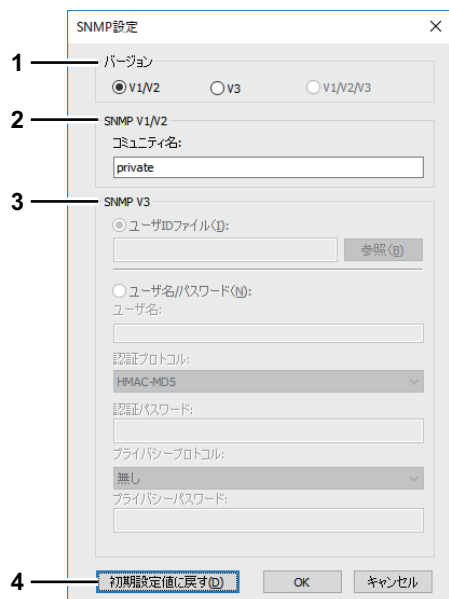 SNMP設定
1
バージョン
V1/V2 V3 V1/V2/V3
2
SNMP V1/V2
コミュニティ名:
private
3
SNMP V3
ユーザIDファイル(I):
参照(B)
ユーザ名/パスワード(N):
ユーザ名:
認証プロトコル:
HMAC-MD5
認証パスワード:
プライバシープロトコル:
無し
プライバシーパスワード:
4
初期設定値に戻す(D) OK キャンセル